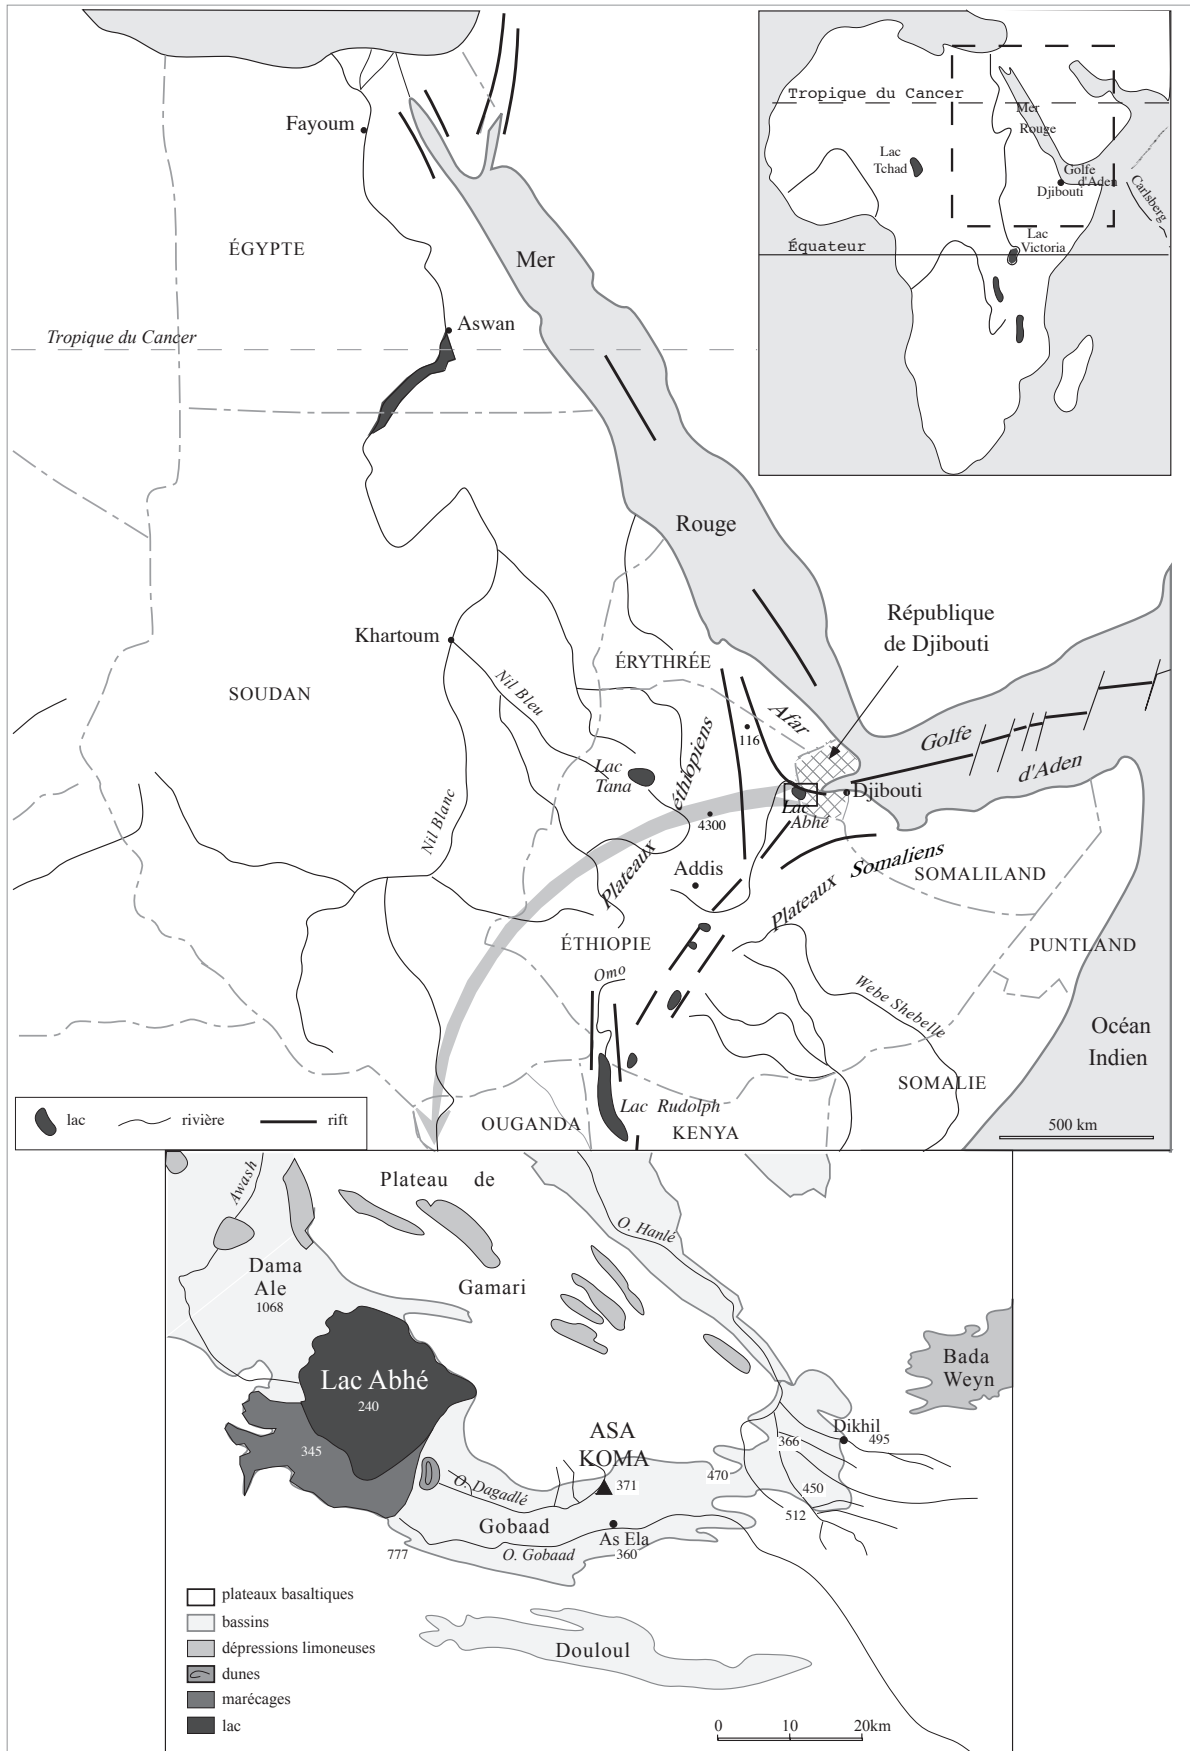 Fayoum
ÉGYPTE
Mer
Aswan
Tropique du Cancer
Rouge
Khartoum
SOUDAN
ÉRYTHRÉE
République
de Djibouti
Nil Bleu
Afar
116
Golfe
d'Aden
Lac
Tana
Plateaux
éthiopiens
4300
Lac
Abhé
Djibouti
Nil Blanc
Addis
Plateaux
Somaliens
SOMALILAND
PUNTLAND
ÉTHIOPIE
Omo
Webe Shebelle
Océan
Indien
SOMALIE
Lac Rudolph
OUGANDA
KENYA
500 km
lac
rivière
rift
Tropique du Cancer
Mer
Rouge
Lac
Tchad
Golfe
d'Aden
Djibouti
Carlsberg
Lac
Victoria
Équateur
Awash
Plateau de
Gamari
O. Hanlé
Dama
Ale
1068
Lac Abhé
240
345
Bada
Weyn
ASA
KOMA
371
Dikhil
495
366
470
450
512
O. Dagadlé
Gobaad
As Ela
360
O. Gobaad
777
Douloul
plateaux basaltiques
bassins
dépressions limoneuses
dunes
marécages
lac
0 10 20km